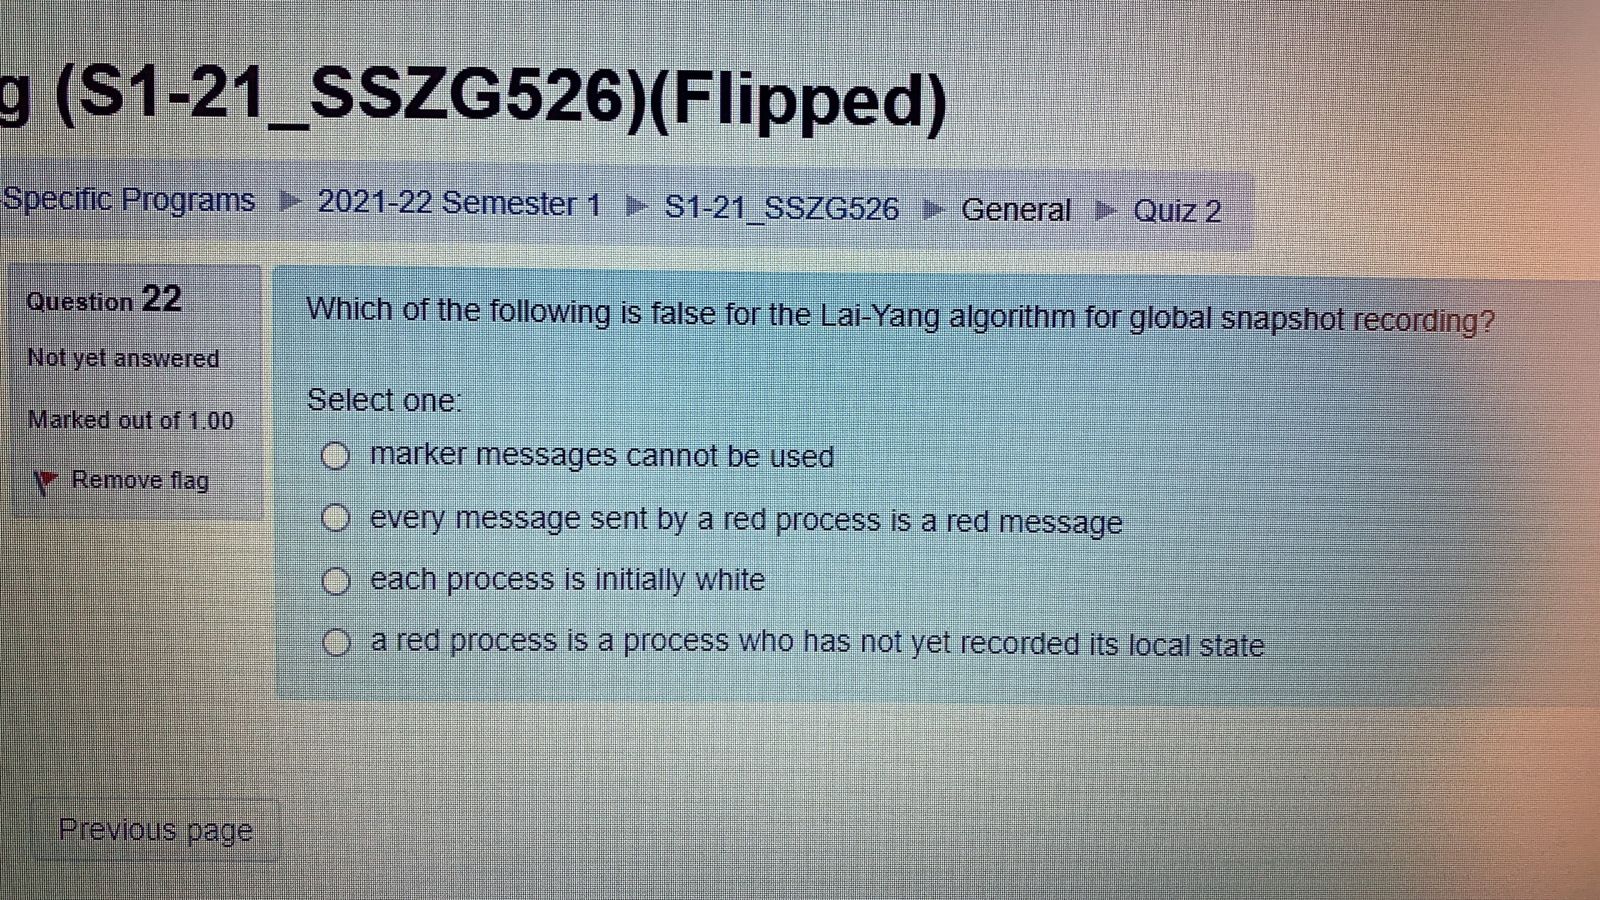 g (S1-21_SSZG526)(Flipped)
Specific Programs ► 2021-22 Semester 1 ► S1-21_SSZG526 ► General ► Quiz 2
Question 22
Not yet answered
Marked out of 1.00
Remove flag
Which of the following is false for the Lai-Yang algorithm for global snapshot recording?
Select one:
marker messages cannot be used
every message sent by a red process is a red message
each process is initially white
a red process is a process who has not yet recorded its local state
Previous page